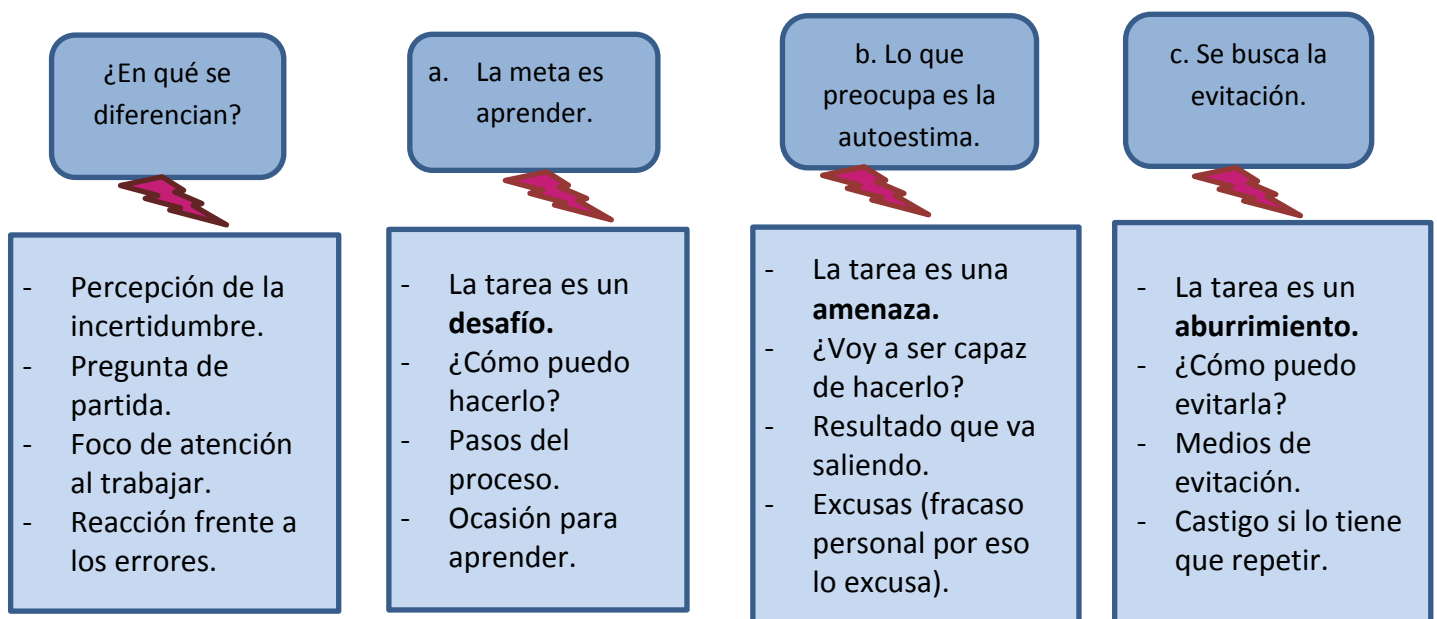 ¿En qué se
diferencian?
- Percepción de la
incertidumbre.
- Pregunta de
partida.
- Foco de atención
al trabajar.
- Reacción frente a
los errores.
a. La meta es
aprender.
- La tarea es un
desafío.
- ¿Cómo puedo
hacerlo?
- Pasos del
proceso.
- Ocasión para
aprender.
b. Lo que
preocupa es la
autoestima.
- La tarea es una
amenaza.
- ¿Voy a ser capaz
de hacerlo?
- Resultado que va
saliendo.
- Excusas (fracaso
personal por eso
lo excusa).
c. Se busca la
evitación.
- La tarea es un
aburrimiento.
- ¿Cómo puedo
evitarla?
- Medios de
evitación.
- Castigo si lo tiene
que repetir.